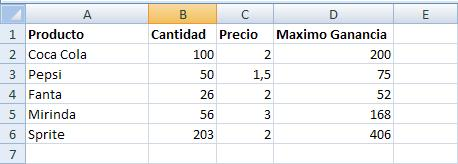 A B C D E
1 Producto Cantidad Precio Maximo Ganancia
2 Coca Cola 100 2 200
3 Pepsi 50 1,5 75
4 Fanta 26 2 52
5 Mirinda 56 3 168
6 Sprite 203 2 406
7